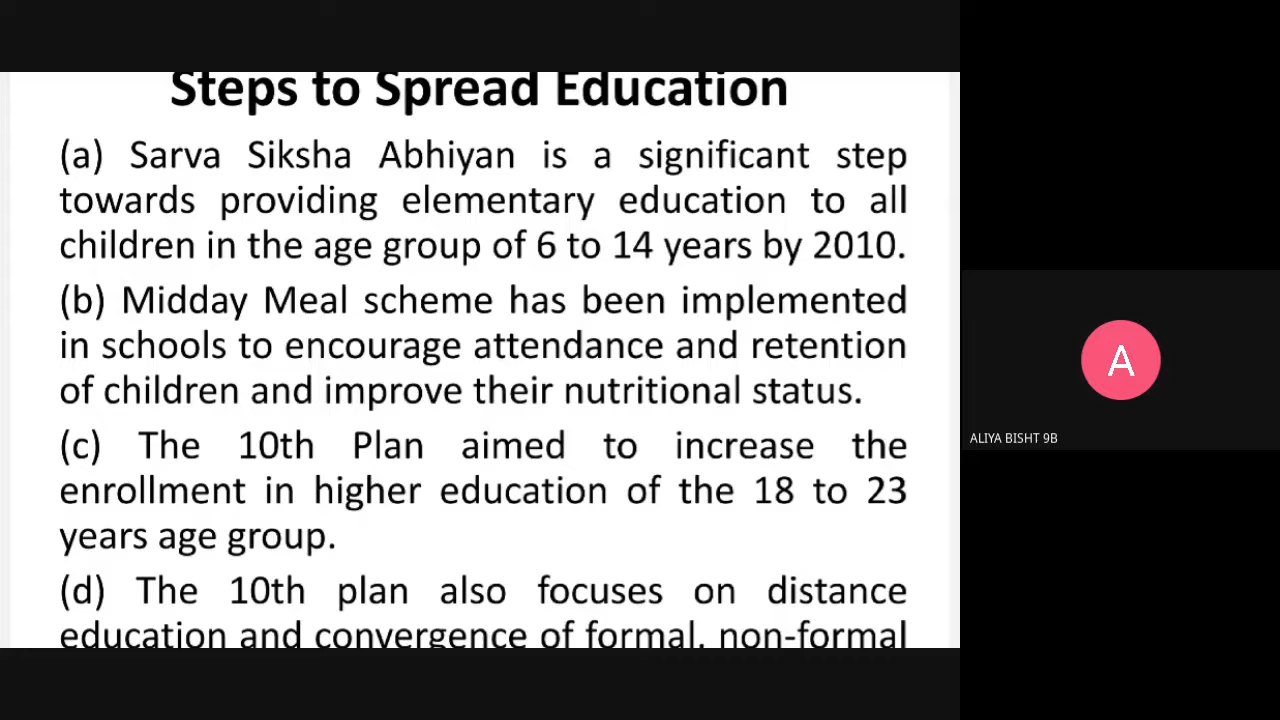 Steps to Spread Education
(a) Sarva Siksha Abhiyan is a significant step
towards providing elementary education to all
children in the age group of 6 to 14 years by 2010.
(b) Midday Meal scheme has been implemented
in schools to encourage attendance and retention
of children and improve their nutritional status.
(c) The 10th Plan aimed to increase the
enrollment in higher education of the 18 to 23
years age group.
(d) The 10th plan also focuses on distance
education and convergence of formal, non-formal
A
ALIYA BISHT 9B